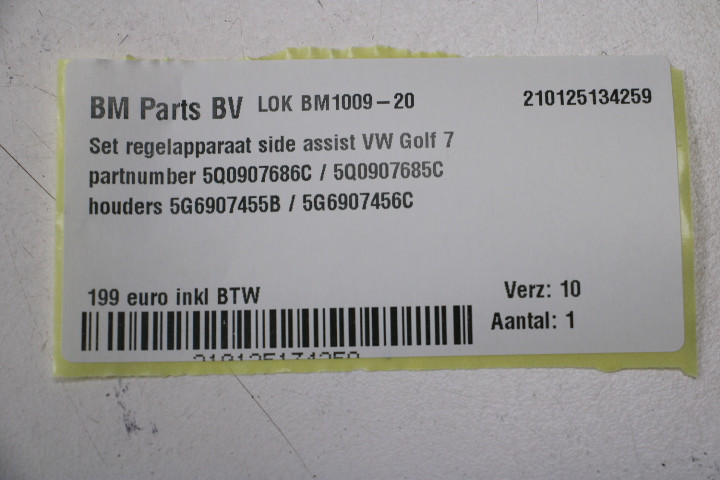 BM Parts BV LOK BM1009-20 210125134259
Set regelapparaat side assist VW Golf 7
partnumber 5Q0907686C / 5Q0907685C
houders 5G6907455B / 5G6907456C
199 euro inkl BTW Verz: 10
Aantal: 1